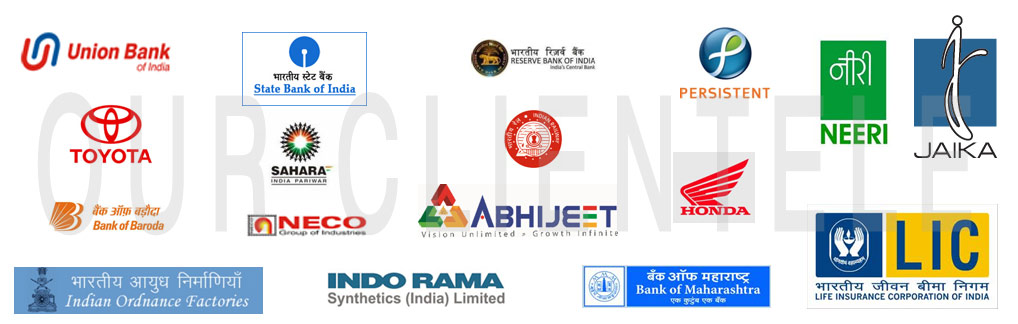 OUR CLIENTELE
Union Bank
of India
भारतीय स्टेट बैंक
State Bank of India
भारतीय रिज़र्व बैंक
RESERVE BANK OF INDIA
India's Central Bank
PERSISTENT
नीरी
NEERI
JAIKA
TOYOTA
SAHARA
INDIA PARIWAR
भारतीय रेल
INDIAN RAILWAY
HONDA
बैंक ऑफ़ बड़ौदा
Bank of Baroda
NECO
Group of Industries
ABHIJEET
Vision Unlimited - Growth Infinite
LIC
भारतीय जीवन बीमा निगम
LIFE INSURANCE CORPORATION OF INDIA
भारतीय आयुध निर्माणियाँ
Indian Ordnance Factories
INDO RAMA
Synthetics (India) Limited
बैंक ऑफ महाराष्ट्र
Bank of Maharashtra
एक कुटुंब एक बैंक